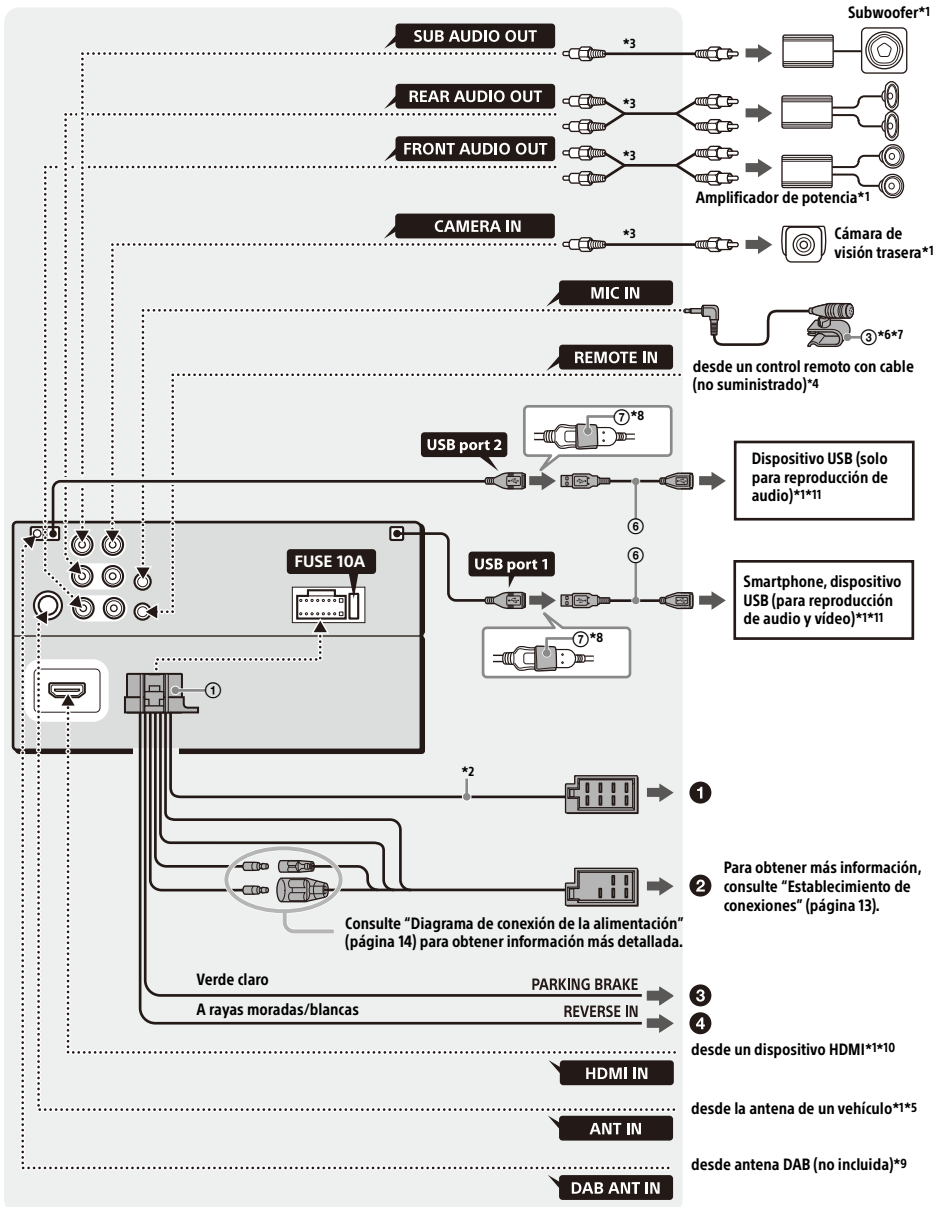 Subwoofer*1
SUB AUDIO OUT
*3
REAR AUDIO OUT
*3
FRONT AUDIO OUT
*3
Amplificador de potencia*1
CAMERA IN
*3
Cámara de
visión trasera*1
MIC IN
③*6*7
REMOTE IN
desde un control remoto con cable
(no suministrado)*4
⑦*8
USB port 2
Dispositivo USB (solo
para reproducción de
audio)*1*11
⑥
⑥
FUSE 10A
USB port 1
Smartphone, dispositivo
USB (para reproducción
de audio y vídeo)*1*11
⑦*8
①
*2
❶
❷
Para obtener más información,
consulte “Establecimiento de
conexiones” (página 13).
Consulte “Diagrama de conexión de la alimentación”
(página 14) para obtener información más detallada.
Verde claro
PARKING BRAKE
❸
A rayas moradas/blancas
REVERSE IN
❹
desde un dispositivo HDMI*1*10
HDMI IN
desde la antena de un vehículo*1*5
ANT IN
desde antena DAB (no incluida)*9
DAB ANT IN